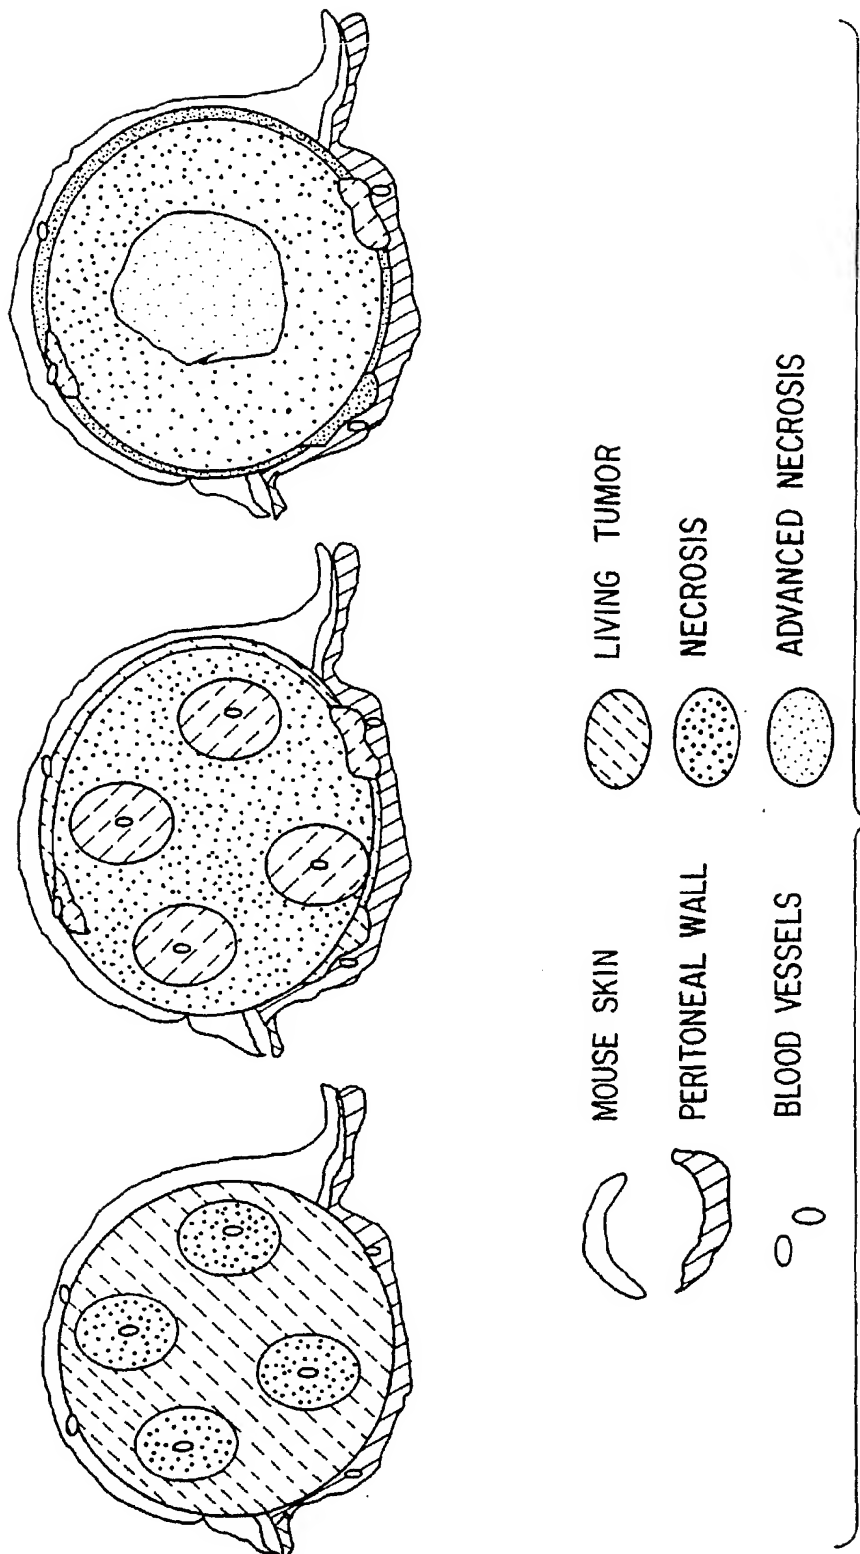 MOUSE SKIN
PERITONEAL WALL
BLOOD VESSELS
LIVING TUMOR
NECROSIS
ADVANCED NECROSIS